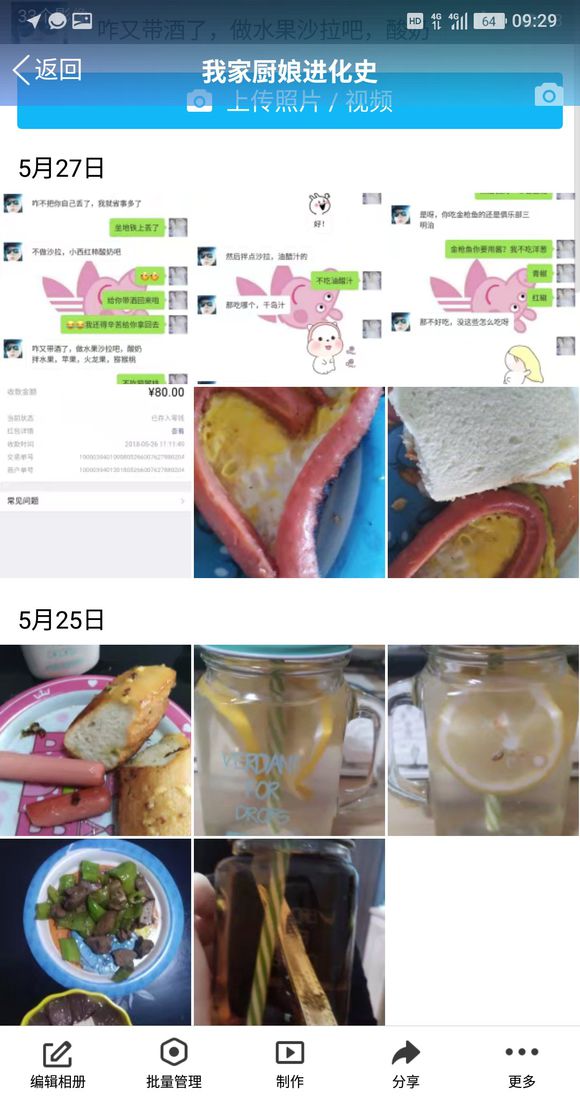 咋又带酒了，做水果沙拉吧，酸奶
HD 4G 4G 64 09:29
返回
我家厨娘进化史
上传照片 / 视频
5月27日
咋不把你自己丢了，我就省事多了
坐地铁上丢了
不做沙拉，小西红柿酸奶吧
给你带酒回来啦
我还得辛苦给你拿回去
咋又带酒了，做水果沙拉吧，酸奶
拌水果，苹果，火龙果，猕猴桃
好！
然后拌点沙拉，油醋汁的
不吃油醋汁
那吃哪个，千岛汁
是呀，你吃金枪鱼的还是俱乐部三
明治
金枪鱼你要用酱？我不吃洋葱
青椒
红椒
那不好吃，没这些怎么吃呀
收款金额 ¥80.00
当前状态 已存入零钱
红包详情 查看
收款时间 2018-05-26 11:11:49
交易单号
商户单号
常见问题
5月25日
VERDANT
FOR
DROPS
编辑相册
批量管理
制作
分享
更多